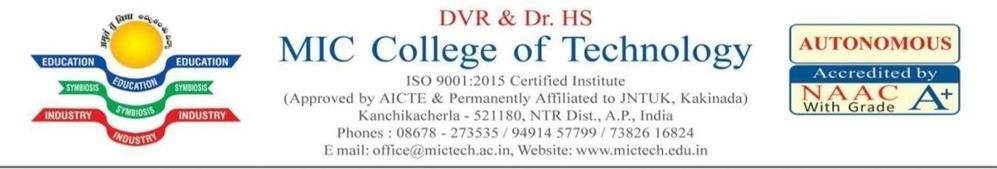 अमृतं तु विद्या
EDUCATION EDUCATION EDUCATION
SYMBIOSIS SYMBIOSIS SYMBIOSIS
INDUSTRY INDUSTRY INDUSTRY
DVR & Dr. HS
MIC College of Technology
ISO 9001:2015 Certified Institute
(Approved by AICTE & Permanently Affiliated to JNTUK, Kakinada)
Kanchikacherla - 521180, NTR Dist., A.P., India
Phones : 08678 - 273535 / 94914 57799 / 73826 16824
E mail: office@mictech.ac.in, Website: www.mictech.edu.in
AUTONOMOUS
Accredited by
NAAC
With Grade A+